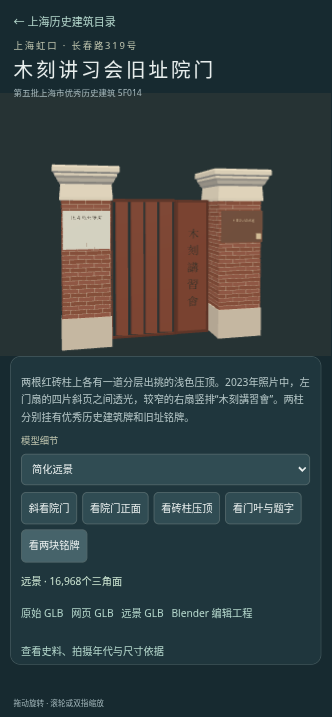 ← 上海历史建筑目录
上海虹口 · 长春路319号
木刻讲习会旧址院门
第五批上海市优秀历史建筑 5F014
木刻講習會
两根红砖柱上各有一道分层出挑的浅色压顶。2023年照片中，左
门扇的四片斜页之间透光，较窄的右扇竖排“木刻講習會”。两柱
分别挂有优秀历史建筑牌和旧址铭牌。
模型细节
简化远景
斜看院门 看院门正面 看砖柱压顶 看门叶与题字
看两块铭牌
远景 · 16,968个三角面
原始 GLB 网页 GLB 远景 GLB Blender 编辑工程
查看史料、拍摄年代与尺寸依据
拖动旋转 · 滚轮或双指缩放